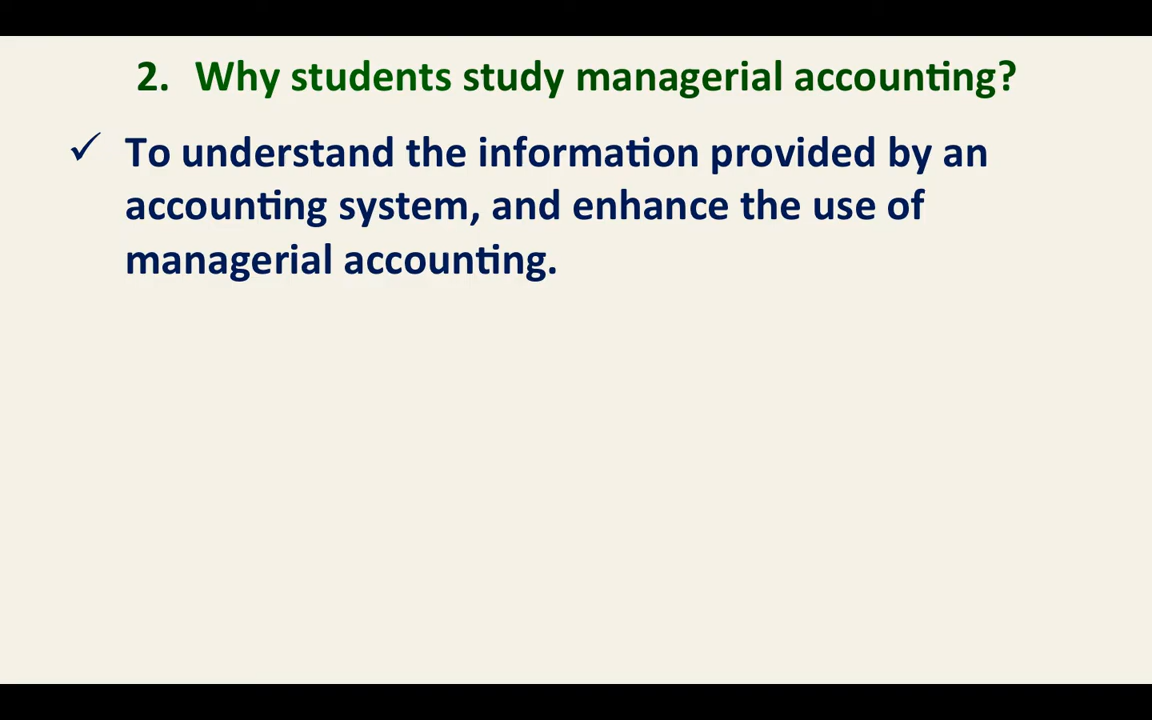 2. Why students study managerial accounting?
✓ To understand the information provided by an
accounting system, and enhance the use of
managerial accounting.